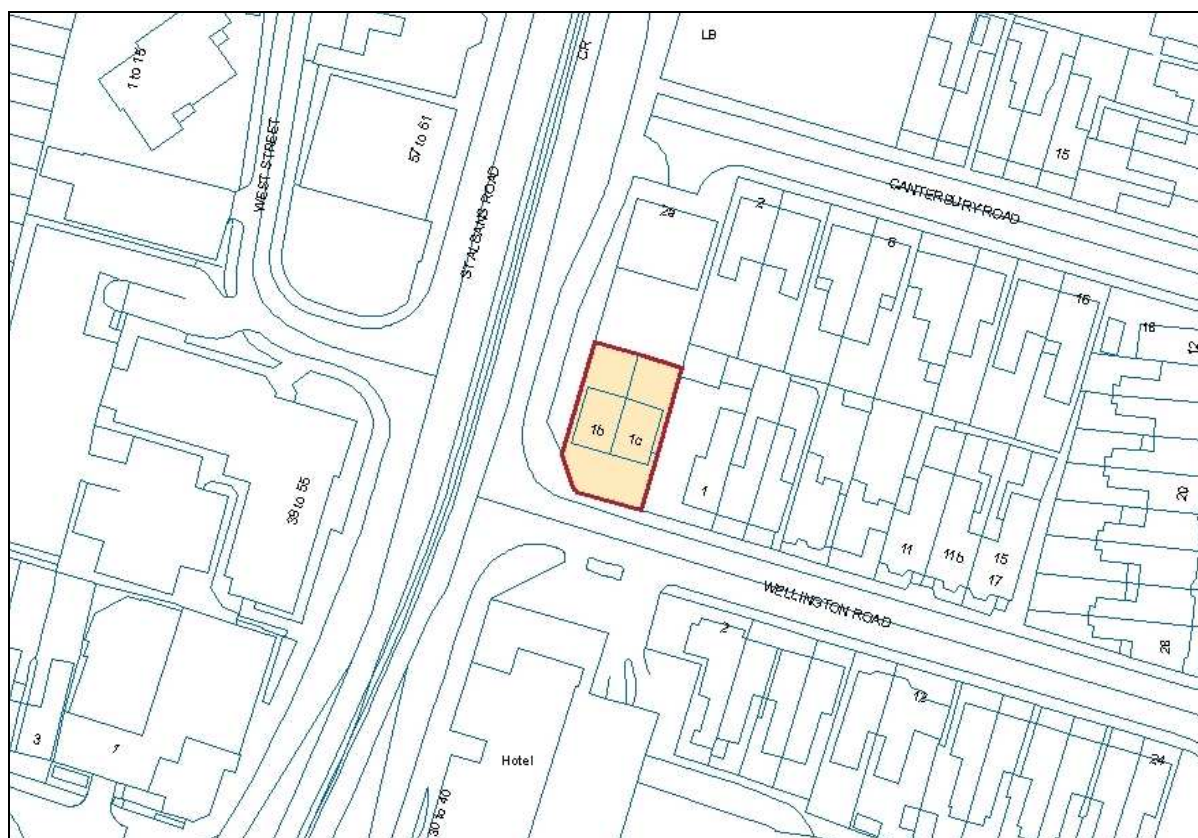 LB
CR
1 to 15
57 to 61
WEST STREET
ST ALBANS ROAD
15
CANTERBURY ROAD
2a
2
8
16
18
12
1b
1c
1
39 to 55
20
11
11b
15
17
WELLINGTON ROAD
2
12
28
3
1
Hotel
30 to 40
24